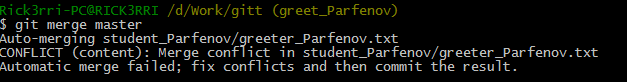 Rick3rri-PC@RICK3RRI /d/Work/gitt (greet_Parfenov)
$ git merge master
Auto-merging student_Parfenov/greeter_Parfenov.txt
CONFLICT (content): Merge conflict in student_Parfenov/greeter_Parfenov.txt
Automatic merge failed; fix conflicts and then commit the result.